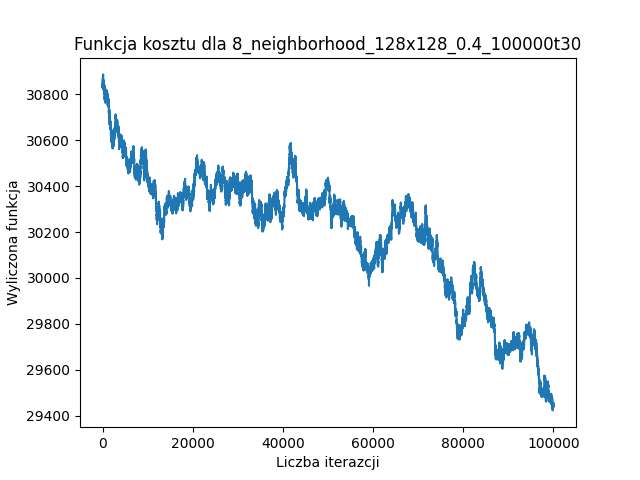 Funkcja kosztu dla 8_neighborhood_128x128_0.4_100000t30
30800
30600
30400
30200
30000
29800
29600
29400
Wyliczona funkcja
0 20000 40000 60000 80000 100000
Liczba iterazcji